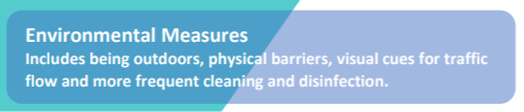 Environmental Measures
Includes being outdoors, physical barriers, visual cues for traffic
flow and more frequent cleaning and disinfection.